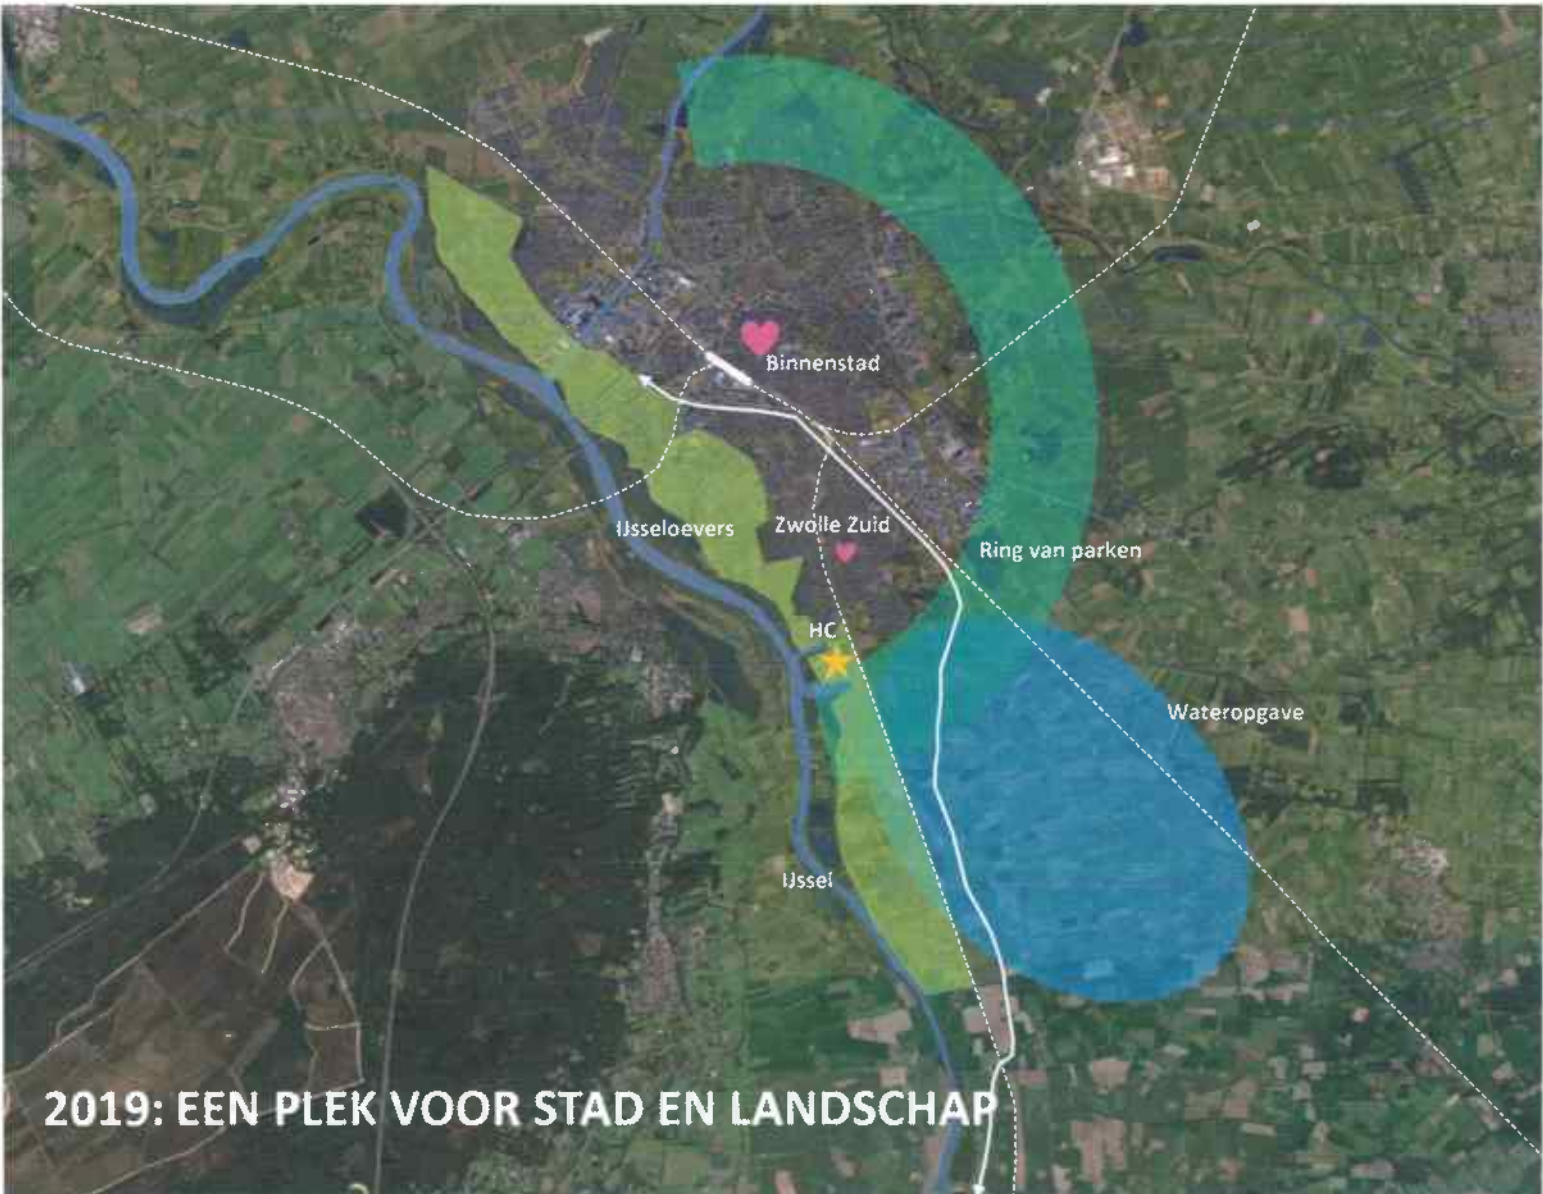 Binnenstad
IJsseloevers
Zwolle Zuid
Ring van parken
HC
Wateropgave
IJssel
2019: EEN PLEK VOOR STAD EN LANDSCHAP